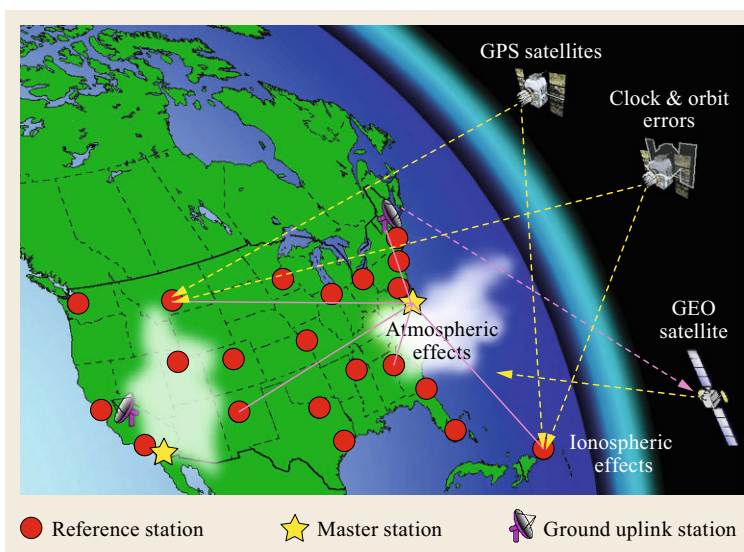 GPS satellites
Clock & orbit
errors
GEO
satellite
Atmospheric
effects
Ionospheric
effects
Reference station
Master station
Ground uplink station